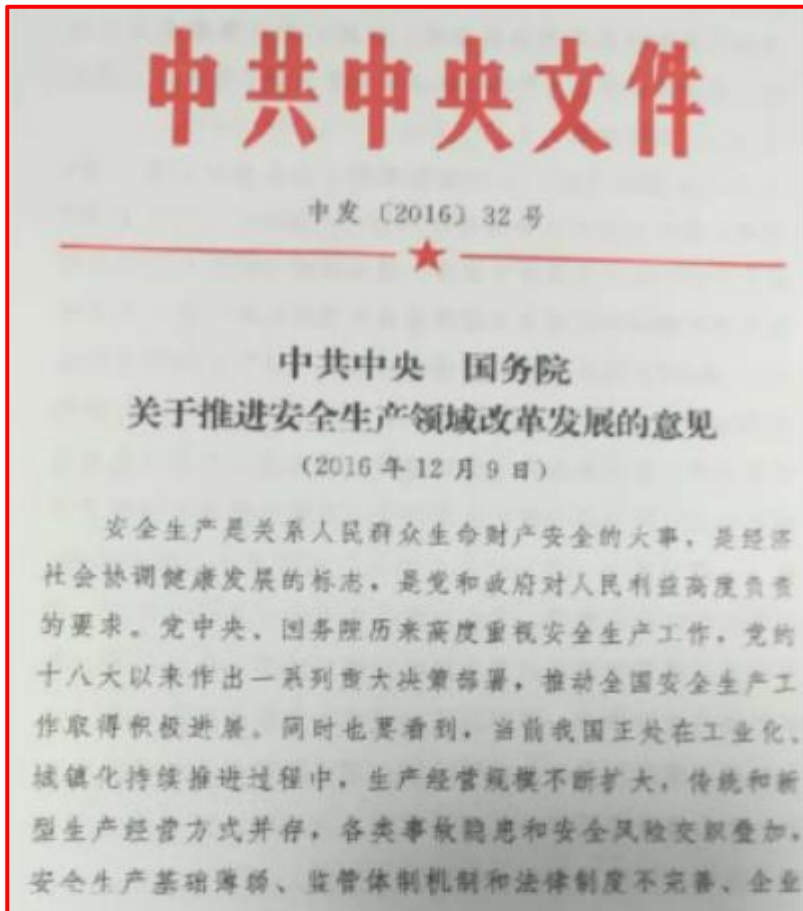 中共中央文件
中发〔2016〕32号
中共中央 国务院
关于推进安全生产领域改革发展的意见
(2016年12月9日)
安全生产是关系人民群众生命财产安全的大事，是经济
社会协调健康发展的标志，是党和政府对人民利益高度负责
的要求。党中央、国务院历来高度重视安全生产工作，党的
十八大以来作出一系列重大决策部署，推动全国安全生产工
作取得积极进展。同时也要看到，当前我国正处在工业化、
城镇化持续推进过程中，生产经营规模不断扩大，传统和新
型生产经营方式并存，各类事故隐患和安全风险交织叠加，
安全生产基础薄弱、监管体制机制和法律制度不完善、企业